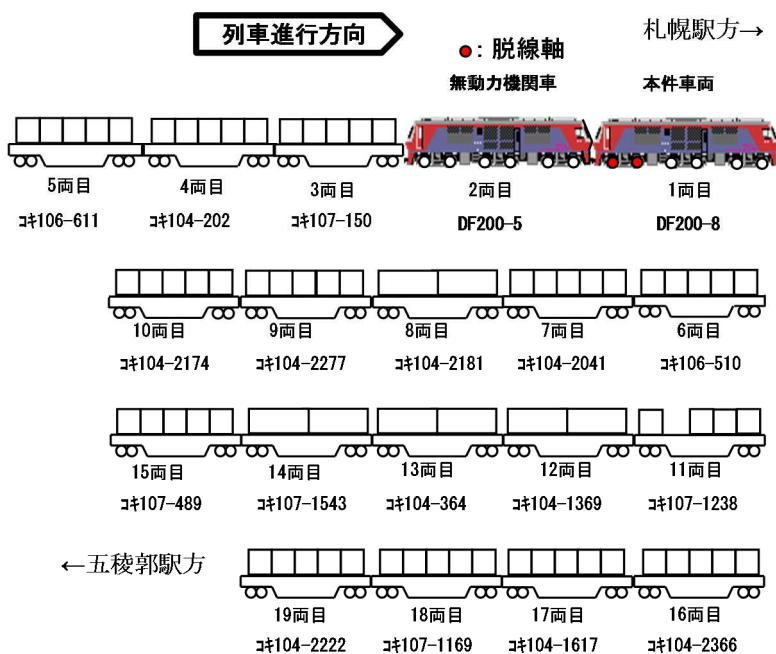 列車進行方向
札幌駅方→
●：脱線軸
無動力機関車 本件車両
5両目 4両目 3両目 2両目 1両目
ｺｷ106-611 ｺｷ104-202 ｺｷ107-150 DF200-5 DF200-8
10両目 9両目 8両目 7両目 6両目
ｺｷ104-2174 ｺｷ104-2277 ｺｷ104-2181 ｺｷ104-2041 ｺｷ106-510
15両目 14両目 13両目 12両目 11両目
ｺｷ107-489 ｺｷ107-1543 ｺｷ104-364 ｺｷ104-1369 ｺｷ107-1238
←五稜郭駅方
19両目 18両目 17両目 16両目
ｺｷ104-2222 ｺｷ107-1169 ｺｷ104-1617 ｺｷ104-2366